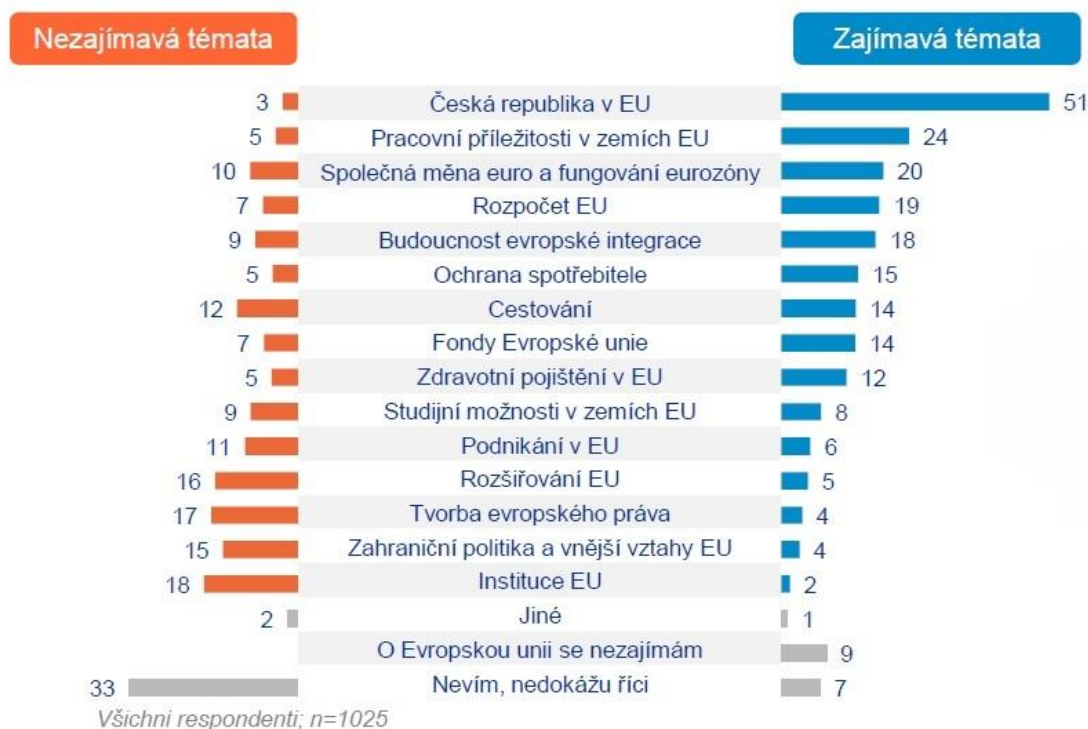 Nezajímavá témata Zajímavá témata
3 Česká republika v EU 51
5 Pracovní příležitosti v zemích EU 24
10 Společná měna euro a fungování eurozóny 20
7 Rozpočet EU 19
9 Budoucnost evropské integrace 18
5 Ochrana spotřebitele 15
12 Cestování 14
7 Fondy Evropské unie 14
5 Zdravotní pojištění v EU 12
9 Studijní možnosti v zemích EU 8
11 Podnikání v EU 6
16 Rozšiřování EU 5
17 Tvorba evropského práva 4
15 Zahraniční politika a vnější vztahy EU 4
18 Instituce EU 2
2 Jiné 1
O Evropskou unii se nezajímám 9
33 Nevím, nedokážu říci 7
Všichni respondenti; n=1025